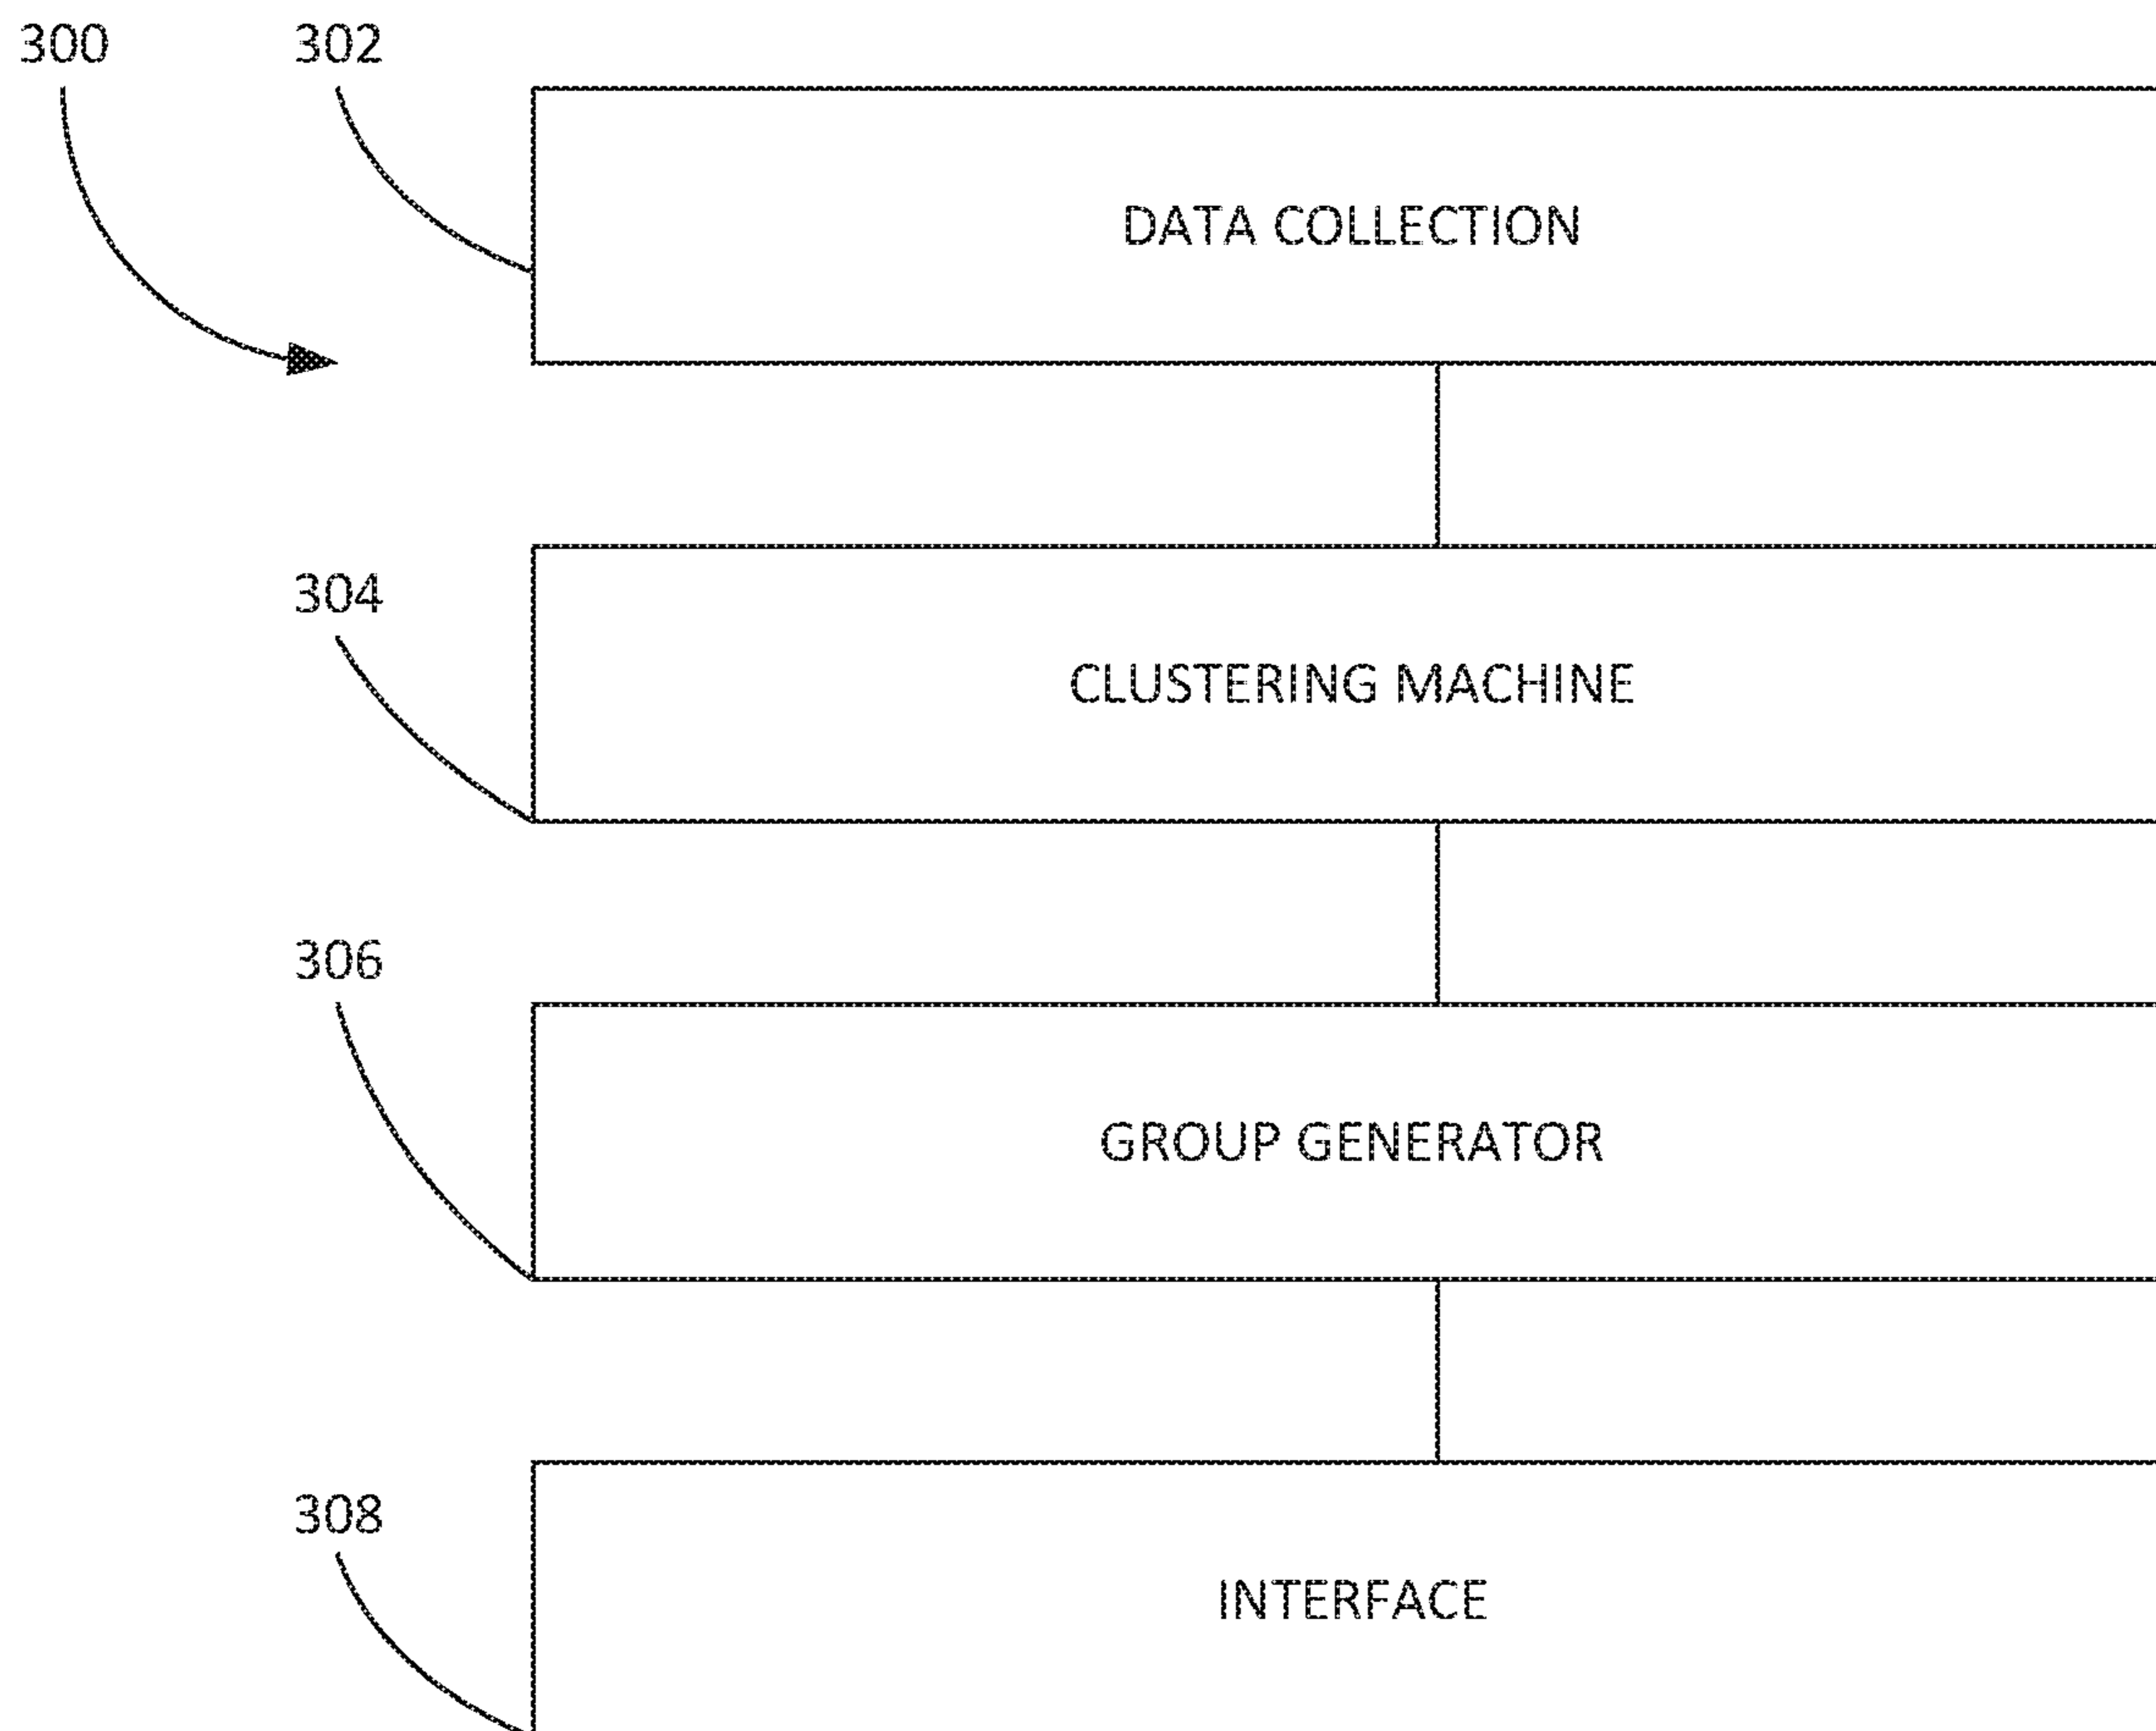 300 302
DATA COLLECTION
304
CLUSTERING MACHINE
306
GROUP GENERATOR
308
INTERFACE